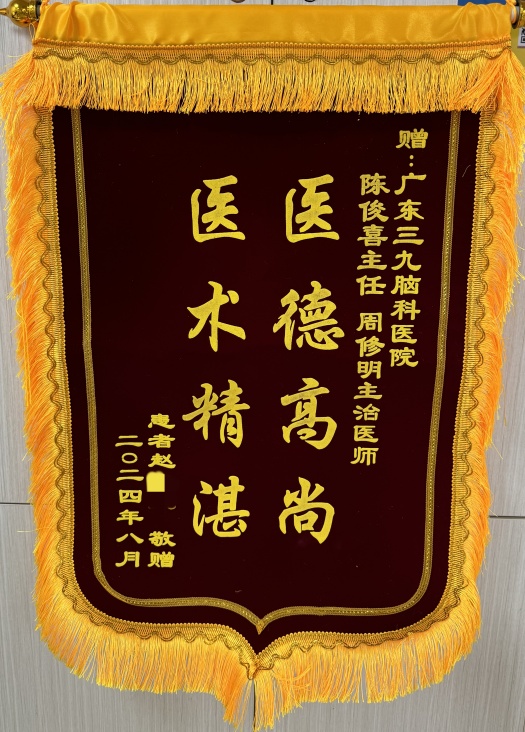 赠：广东三九脑科医院
陈俊喜主任 周修明主治医师
医德高尚
医术精湛
患者赵 敬赠
二〇二四年八月